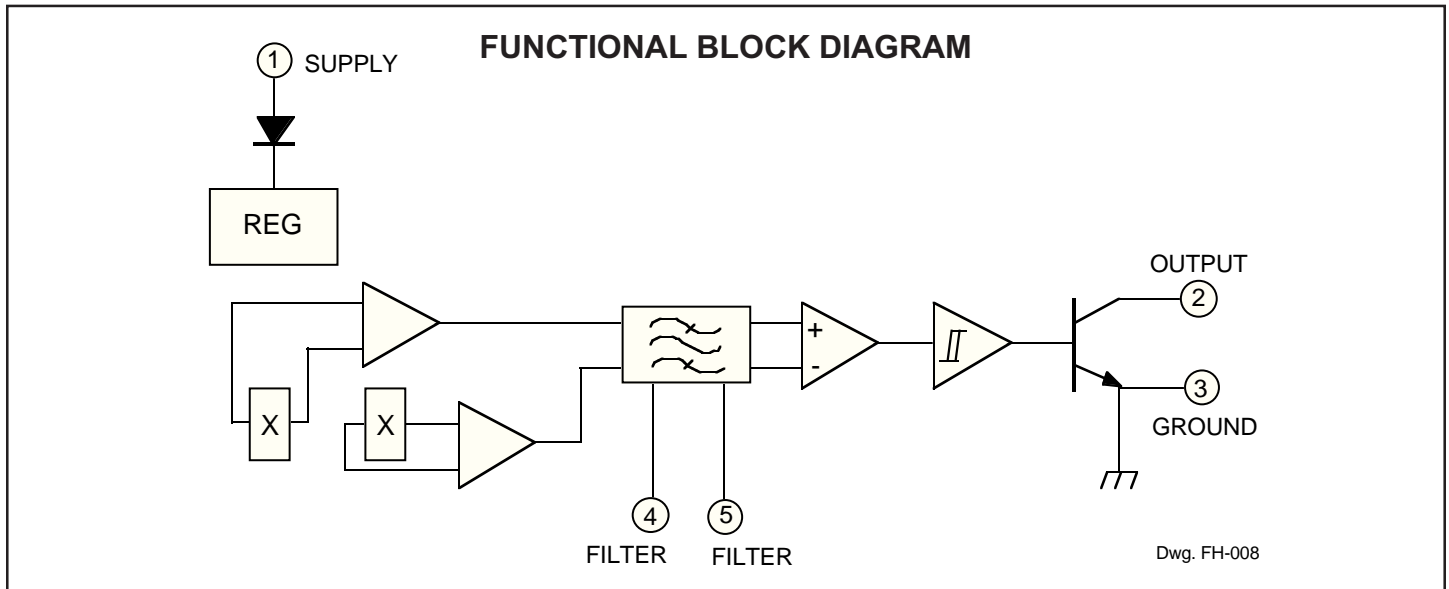 FUNCTIONAL BLOCK DIAGRAM
1 SUPPLY
REG
OUTPUT
2
+
-
3
GROUND
X
X
4
5
FILTER
FILTER
Dwg. FH-008